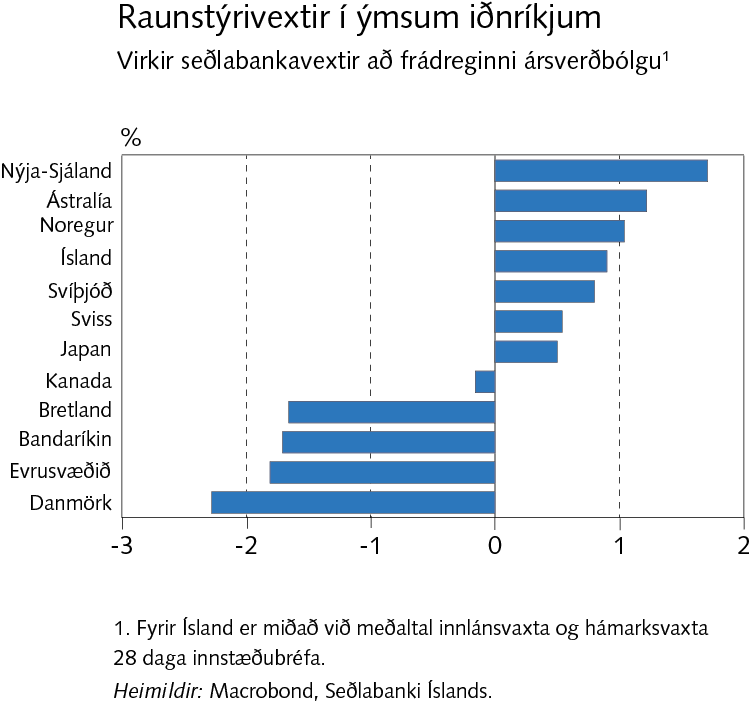 Raunstýrivextir í ýmsum iðnríkjum
Virkir seðlabankavextir að frádreginni ársverðbólgu¹
%
Nýja-Sjáland
Ástralía
Noregur
Ísland
Svíþjóð
Sviss
Japan
Kanada
Bretland
Bandaríkin
Evrusvæðið
Danmörk
-3 -2 -1 0 1 2
1. Fyrir Ísland er miðað við meðaltal innlánsvaxta og hámarksvaxta
28 daga innstæðubréfa.
Heimildir: Macrobond, Seðlabanki Íslands.